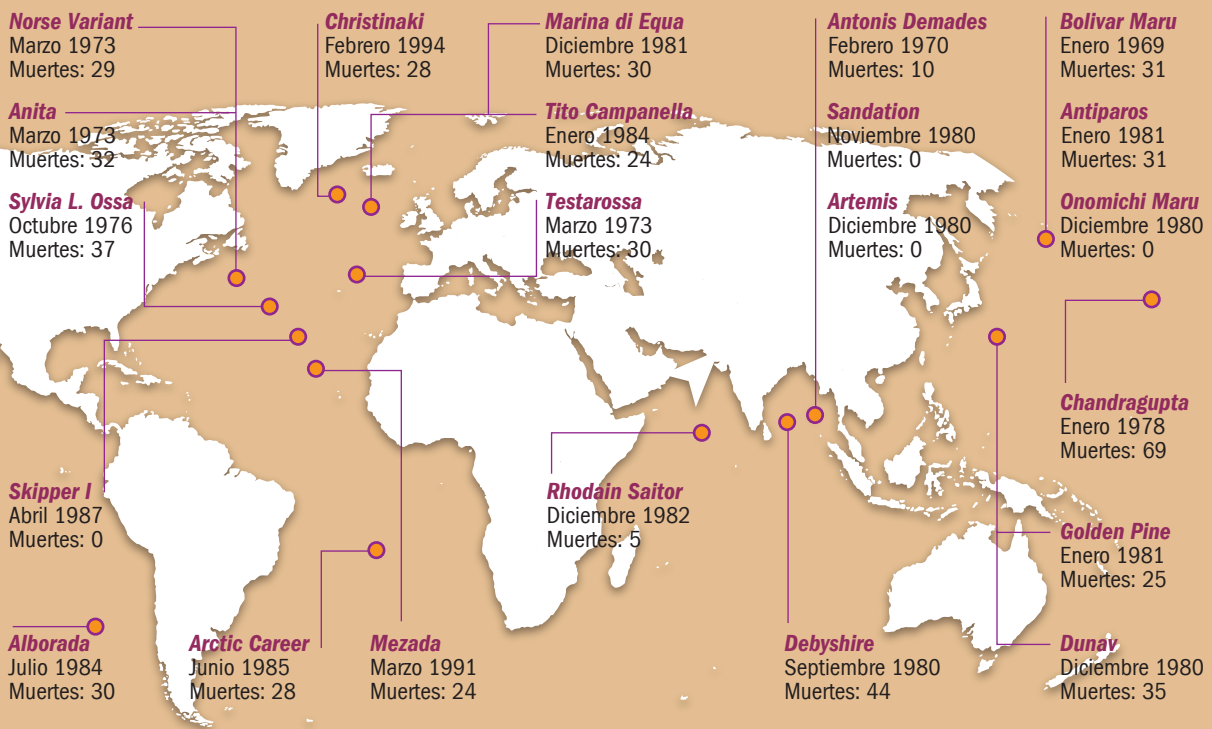 Norse Variant
Marzo 1973
Muertes: 29
Christinaki
Febrero 1994
Muertes: 28
Marina di Equa
Diciembre 1981
Muertes: 30
Antonis Demades
Febrero 1970
Muertes: 10
Bolivar Maru
Enero 1969
Muertes: 31
Anita
Marzo 1973
Muertes: 32
Tito Campanella
Enero 1984
Muertes: 24
Sandation
Noviembre 1980
Muertes: 0
Antiparos
Enero 1981
Muertes: 31
Sylvia L. Ossa
Octubre 1976
Muertes: 37
Testarossa
Marzo 1973
Muertes: 30
Artemis
Diciembre 1980
Muertes: 0
Onomichi Maru
Diciembre 1980
Muertes: 0
Chandragupta
Enero 1978
Muertes: 69
Skipper I
Abril 1987
Muertes: 0
Rhodain Saitor
Diciembre 1982
Muertes: 5
Golden Pine
Enero 1981
Muertes: 25
Alborada
Julio 1984
Muertes: 30
Arctic Career
Junio 1985
Muertes: 28
Mezada
Marzo 1991
Muertes: 24
Debyshire
Septiembre 1980
Muertes: 44
Dunav
Diciembre 1980
Muertes: 35